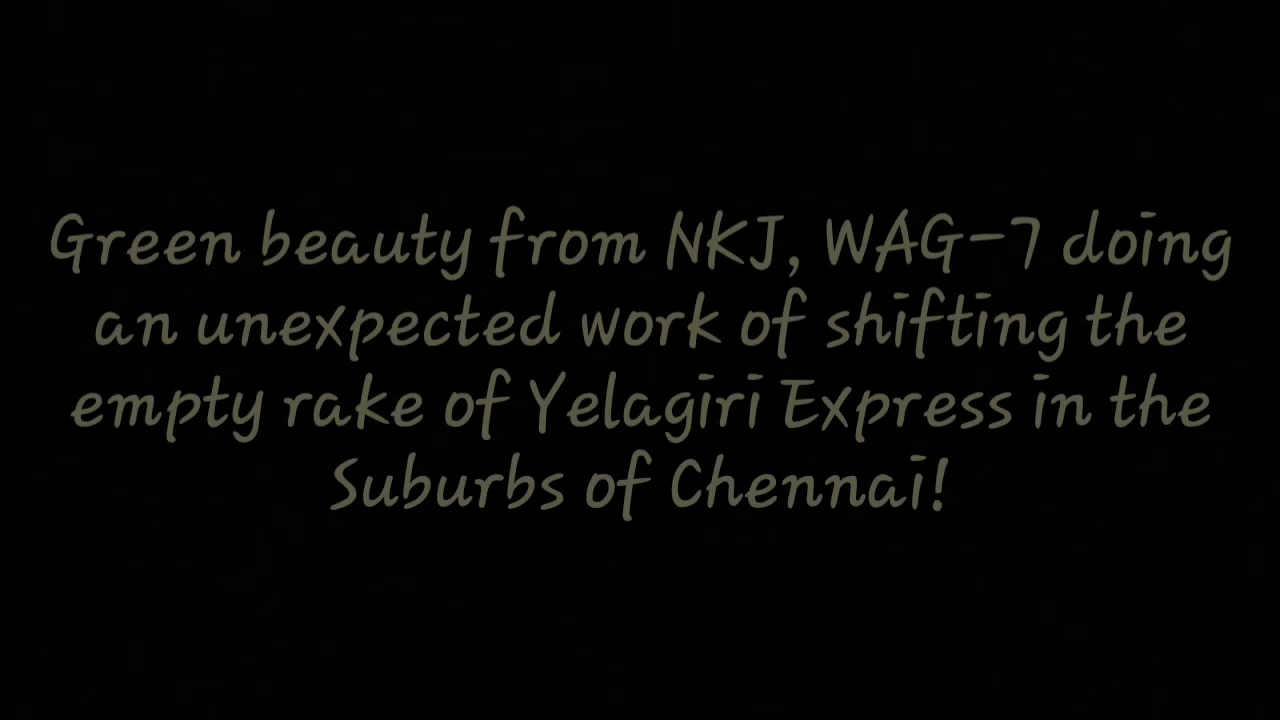 Green beauty from NKJ, WAG-7 doing
an unexpected work of shifting the
empty rake of Yelagiri Express in the
Suburbs of Chennai!